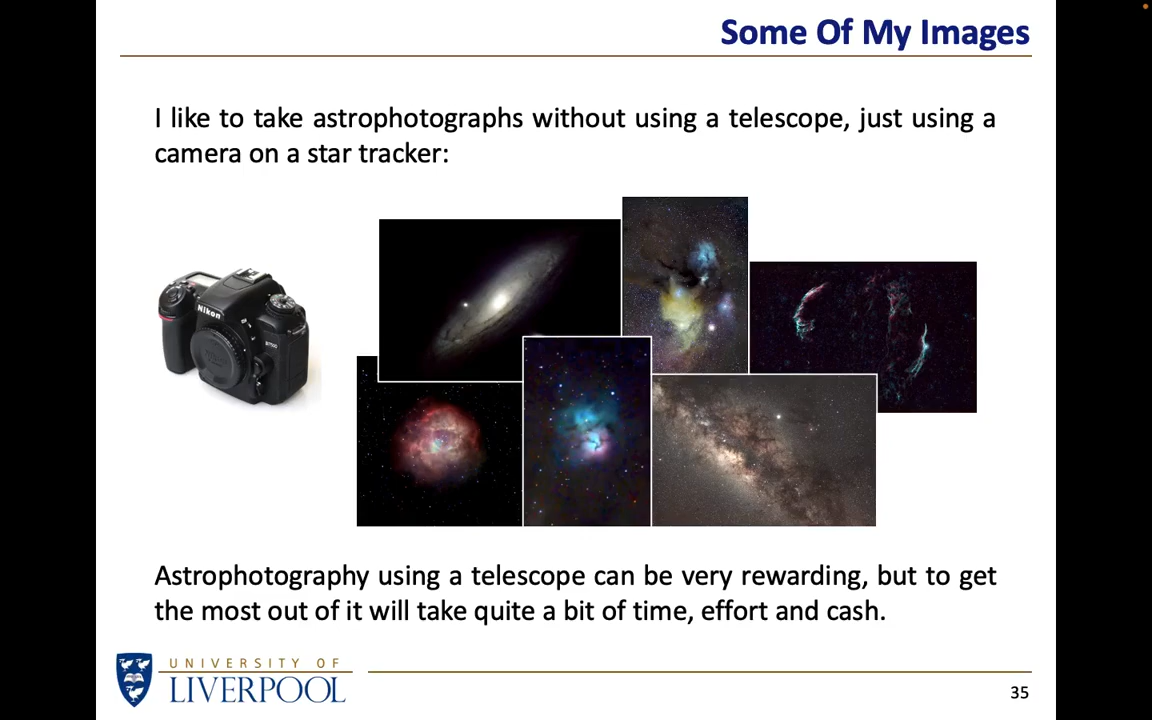 Some Of My Images
I like to take astrophotographs without using a telescope, just using a
camera on a star tracker:
Nikon
D7500
Astrophotography using a telescope can be very rewarding, but to get
the most out of it will take quite a bit of time, effort and cash.
UNIVERSITY OF
LIVERPOOL
35